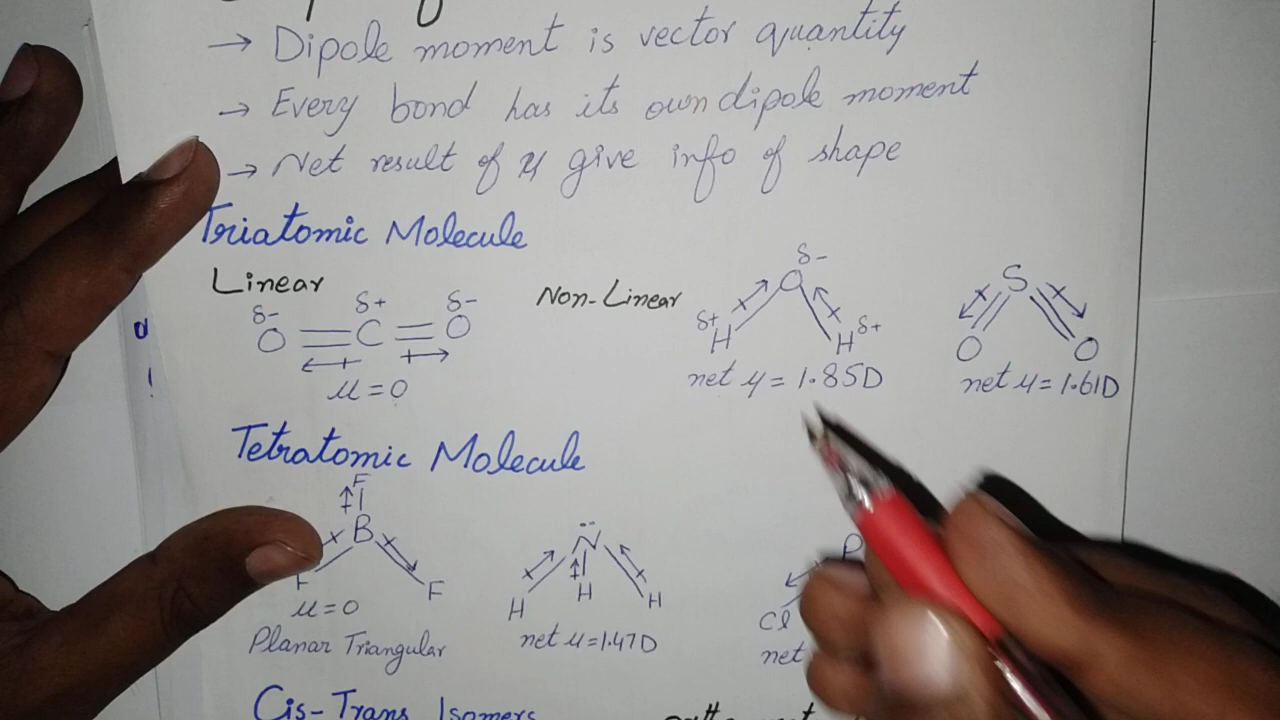 → Dipole moment is vector quantity
→ Every bond has its own dipole moment
→ Net result of μ give info of shape
Triatomic Molecule
Linear
δ- δ+ δ-
O C O
μ = 0
Non-Linear
δ-
O
δ+ δ+
H H
net μ = 1.85D
S
O O
net μ = 1.61D
Tetratomic Molecule
F
B
F F
μ = 0
Planar Triangular
N
H H H
net μ = 1.47D
P
Cl
net
Cis-Trans Isomers